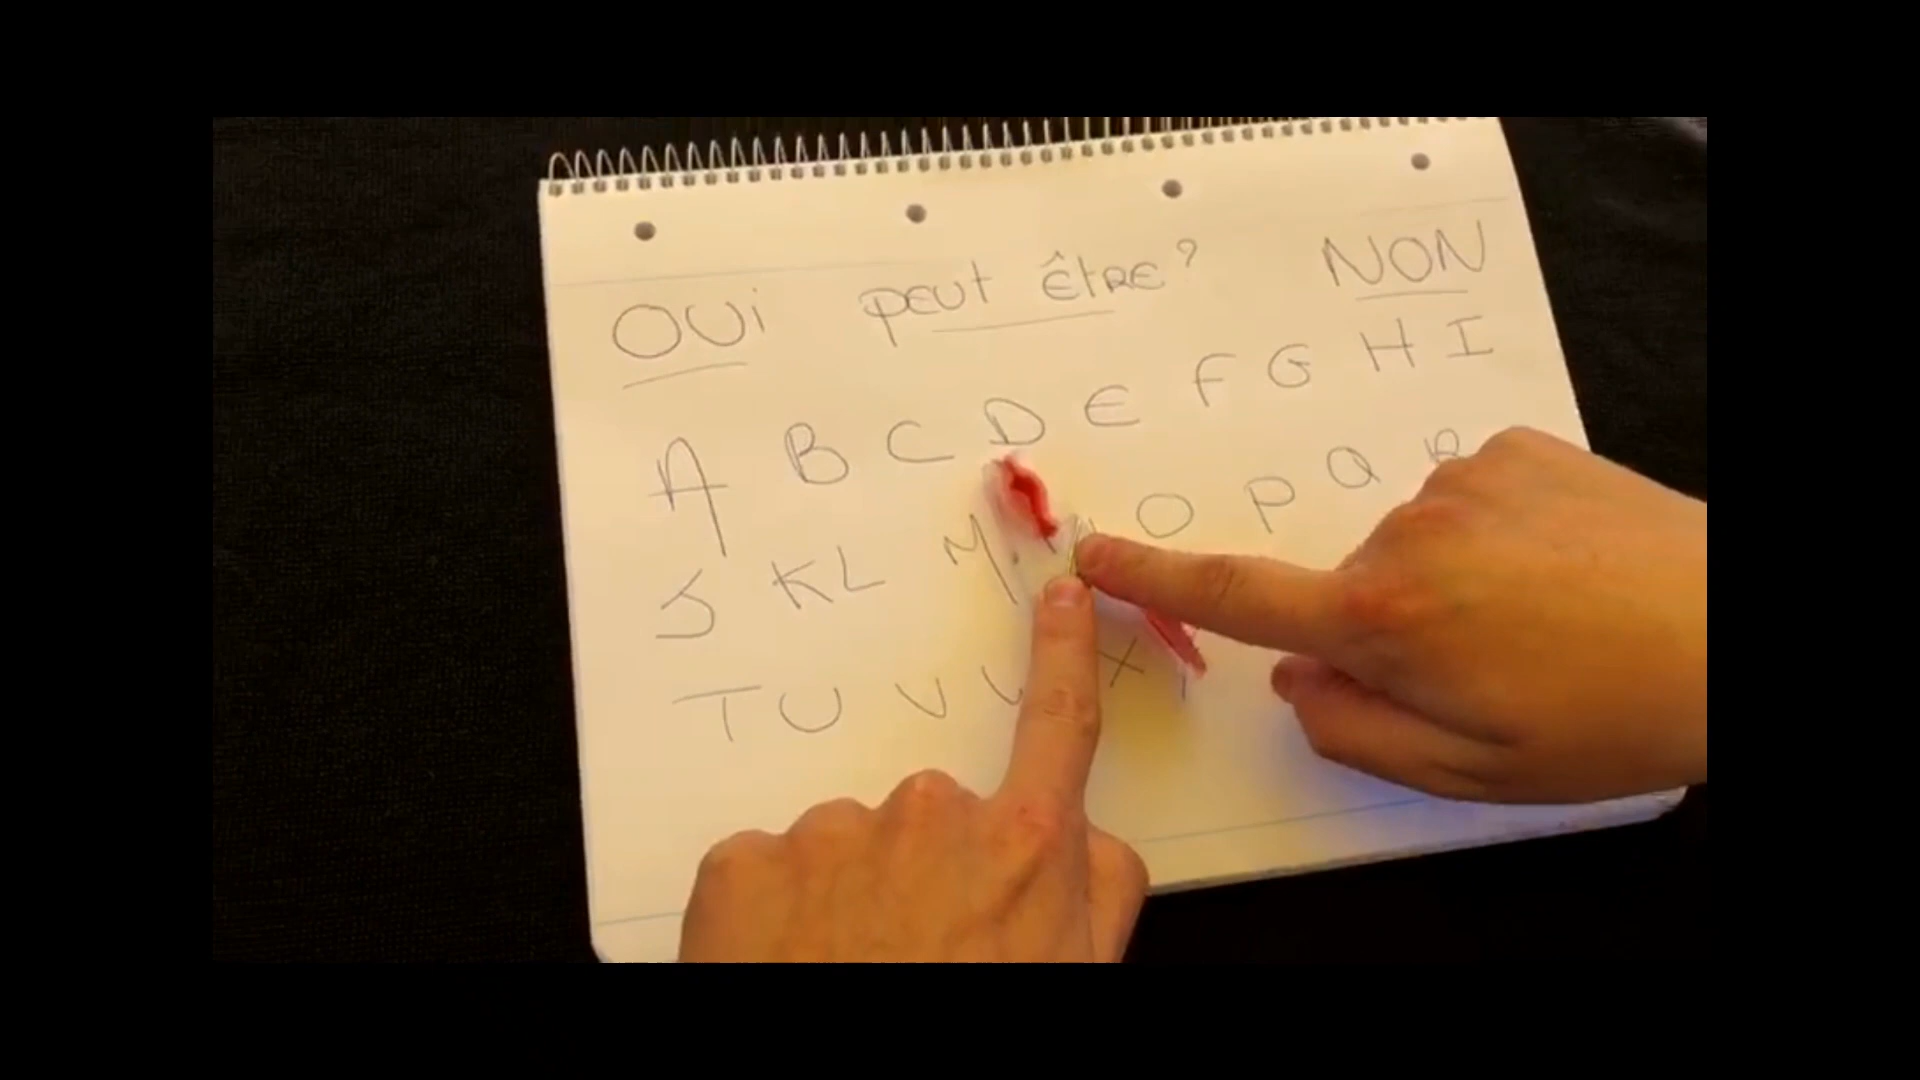 OUi peut être? NON
A B C D E F G H I
J K L M O P Q R
T U V X